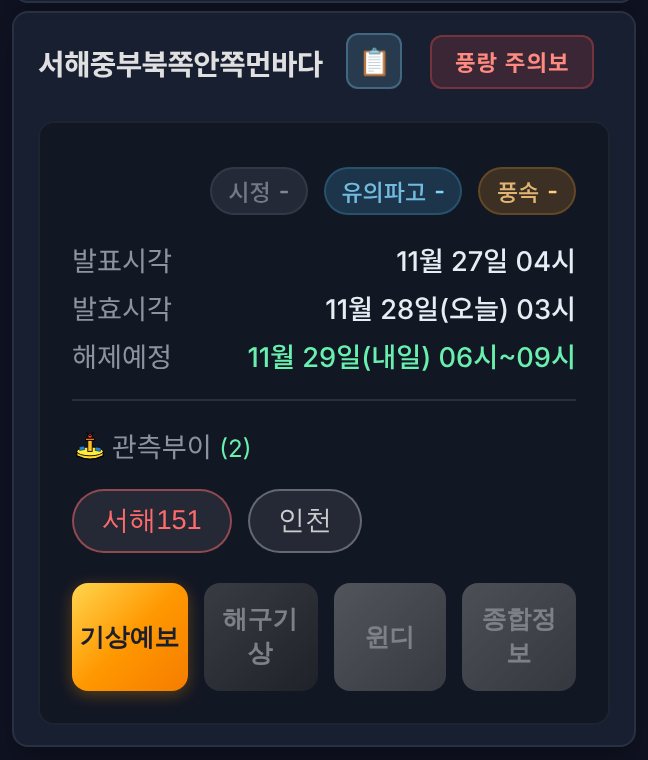 서해중부북쪽안쪽먼바다
풍랑 주의보
시정 - 유의파고 - 풍속 -
발표시각 11월 27일 04시
발효시각 11월 28일(오늘) 03시
해제예정 11월 29일(내일) 06시~09시
관측부이 (2)
서해151 인천
기상예보
해구기
상
윈디
종합정
보